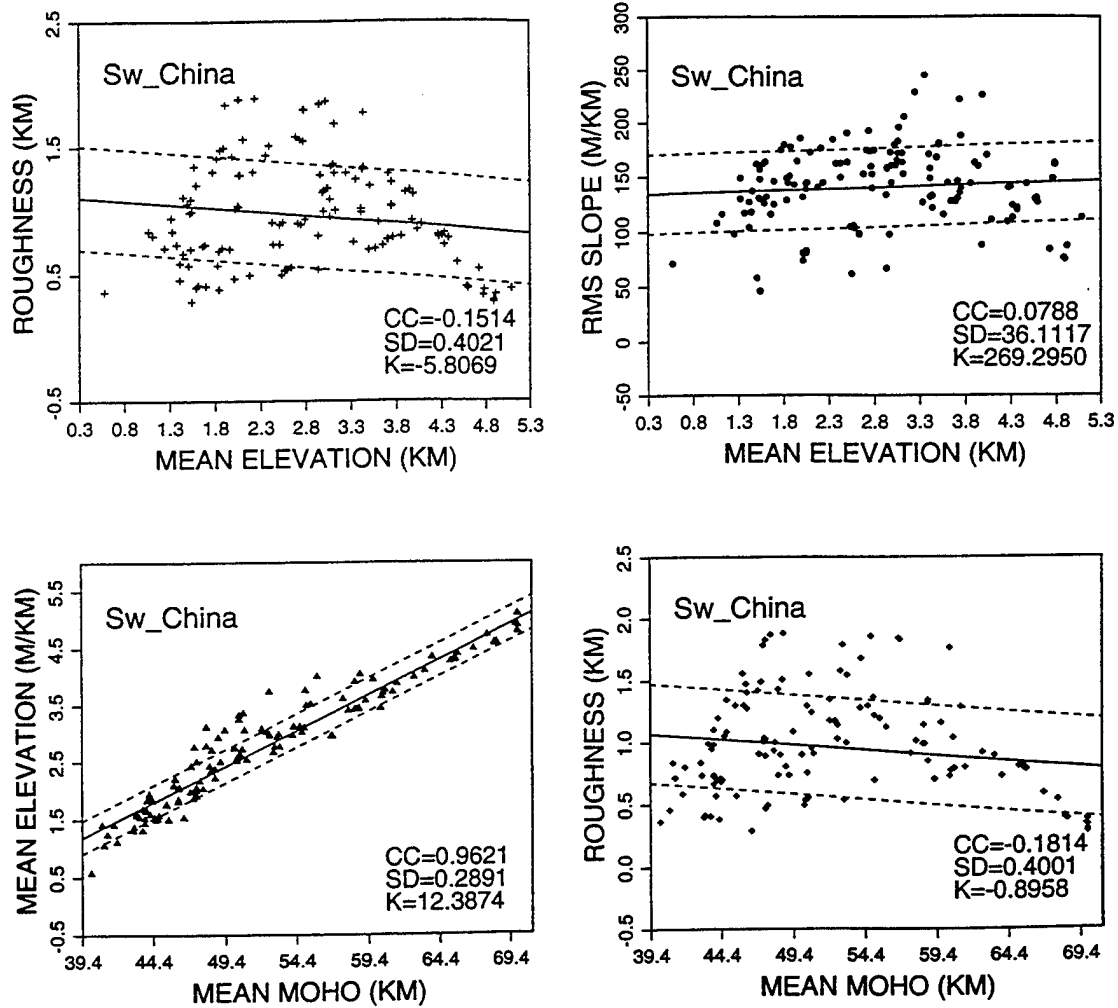 ROUGHNESS (KM)
2.5
1.5
0.5
-0.5
Sw_China
CC=-0.1514
SD=0.4021
K=-5.8069
0.3 0.8 1.3 1.8 2.3 2.8 3.3 3.8 4.3 4.8 5.3
MEAN ELEVATION (KM)
RMS SLOPE (M/KM)
300
250
200
150
100
50
0
-50
Sw_China
CC=0.0788
SD=36.1117
K=269.2950
0.3 0.8 1.3 1.8 2.3 2.8 3.3 3.8 4.3 4.8 5.3
MEAN ELEVATION (KM)
MEAN ELEVATION (M/KM)
5.5
4.5
3.5
2.5
1.5
0.5
-0.5
Sw_China
CC=0.9621
SD=0.2891
K=12.3874
39.4 44.4 49.4 54.4 59.4 64.4 69.4
MEAN MOHO (KM)
ROUGHNESS (KM)
2.5
2.0
1.5
1.0
0.5
0.0
-0.5
Sw_China
CC=-0.1814
SD=0.4001
K=-0.8958
39.4 44.4 49.4 54.4 59.4 64.4 69.4
MEAN MOHO (KM)